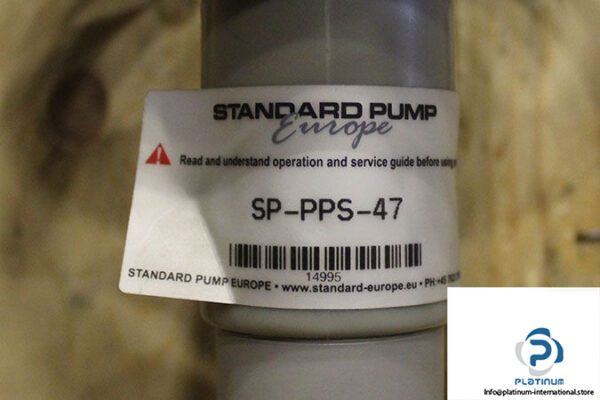 STANDARD PUMP
Europe
Read and understand operation and service guide before using
SP-PPS-47
14995
STANDARD PUMP EUROPE • www.standard-europe.eu • PH:+45
PLATINUM
Info@platinum-international.store